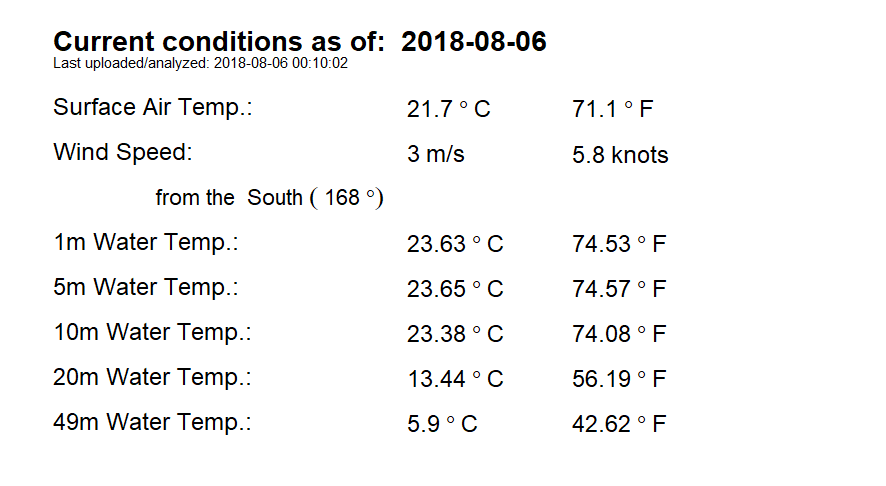 Current conditions as of:  2018-08-06
Last uploaded/analyzed: 2018-08-06 00:10:02
Surface Air Temp.: 21.7 ° C 71.1 ° F
Wind Speed: 3 m/s 5.8 knots
from the  South ( 168 °)
1m Water Temp.: 23.63 ° C 74.53 ° F
5m Water Temp.: 23.65 ° C 74.57 ° F
10m Water Temp.: 23.38 ° C 74.08 ° F
20m Water Temp.: 13.44 ° C 56.19 ° F
49m Water Temp.: 5.9 ° C 42.62 ° F